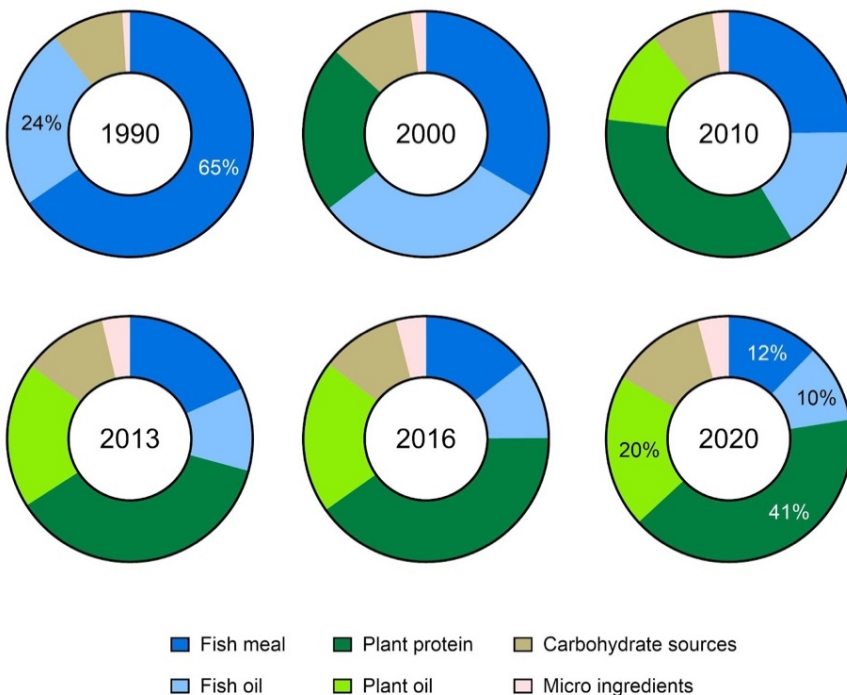 1990
24%
65%
2000
2010
2013
2016
2020
12%
10%
20%
41%
Fish meal
Plant protein
Carbohydrate sources
Fish oil
Plant oil
Micro ingredients